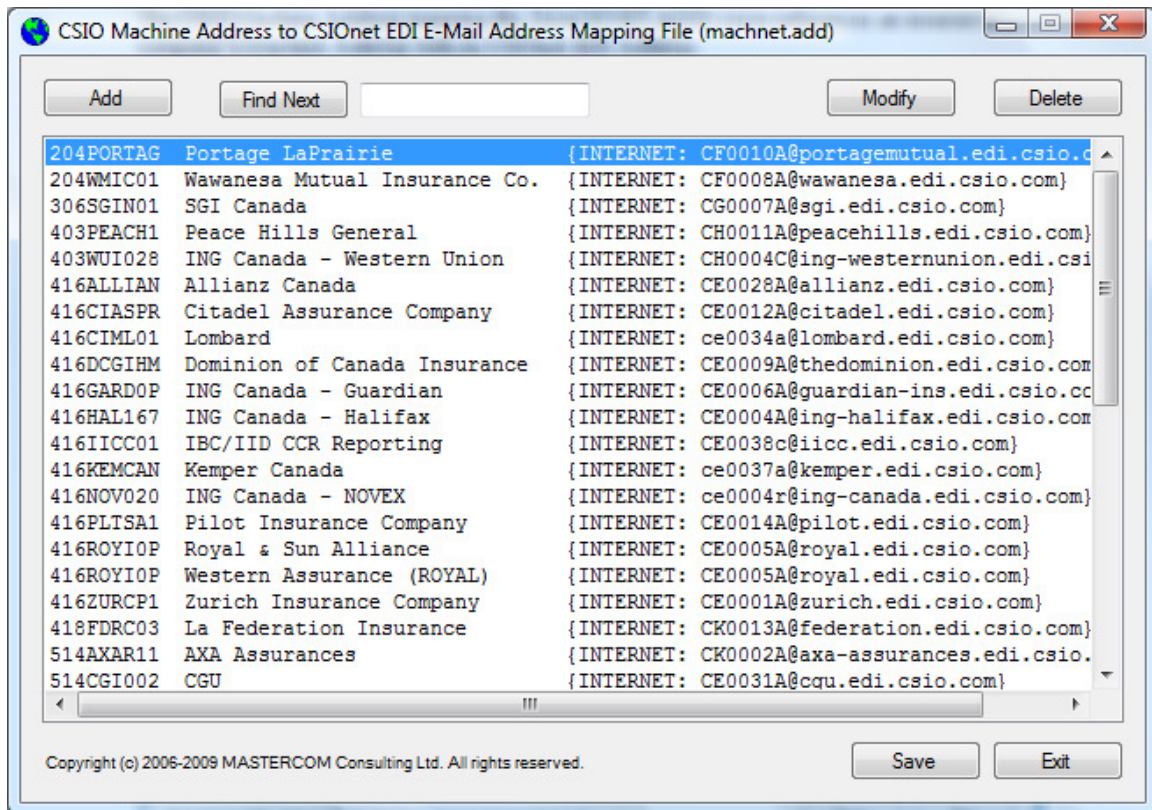 CSIO Machine Address to CSIOnet EDI E-Mail Address Mapping File (machnet.add)
Add Find Next Modify Delete
204PORTAG Portage LaPrairie {INTERNET: CF0010A@portagemutual.edi.csio.c
204WMIC01 Wawanesa Mutual Insurance Co. {INTERNET: CF0008A@wawanesa.edi.csio.com}
306SGIN01 SGI Canada {INTERNET: CG0007A@sgi.edi.csio.com}
403PEACH1 Peace Hills General {INTERNET: CH0011A@peacehills.edi.csio.com}
403WUI028 ING Canada - Western Union {INTERNET: CH0004C@ing-westernunion.edi.csi
416ALLIAN Allianz Canada {INTERNET: CE0028A@allianz.edi.csio.com}
416CIASPR Citadel Assurance Company {INTERNET: CE0012A@citadel.edi.csio.com}
416CIML01 Lombard {INTERNET: ce0034a@lombard.edi.csio.com}
416DCGIHM Dominion of Canada Insurance {INTERNET: CE0009A@thedominion.edi.csio.com
416GARD0P ING Canada - Guardian {INTERNET: CE0006A@guardian-ins.edi.csio.co
416HAL167 ING Canada - Halifax {INTERNET: CE0004A@ing-halifax.edi.csio.com
416IICC01 IBC/IID CCR Reporting {INTERNET: CE0038c@iicc.edi.csio.com}
416KEMCAN Kemper Canada {INTERNET: ce0037a@kemper.edi.csio.com}
416NOV020 ING Canada - NOVEX {INTERNET: ce0004r@ing-canada.edi.csio.com}
416PLTSA1 Pilot Insurance Company {INTERNET: CE0014A@pilot.edi.csio.com}
416ROYI0P Royal & Sun Alliance {INTERNET: CE0005A@royal.edi.csio.com}
416ROYI0P Western Assurance (ROYAL) {INTERNET: CE0005A@royal.edi.csio.com}
416ZURCP1 Zurich Insurance Company {INTERNET: CE0001A@zurich.edi.csio.com}
418FDRC03 La Federation Insurance {INTERNET: CK0013A@federation.edi.csio.com}
514AXAR11 AXA Assurances {INTERNET: CK0002A@axa-assurances.edi.csio.
514CGI002 CGU {INTERNET: CE0031A@cgu.edi.csio.com}
Copyright (c) 2006-2009 MASTERCOM Consulting Ltd. All rights reserved. Save Exit